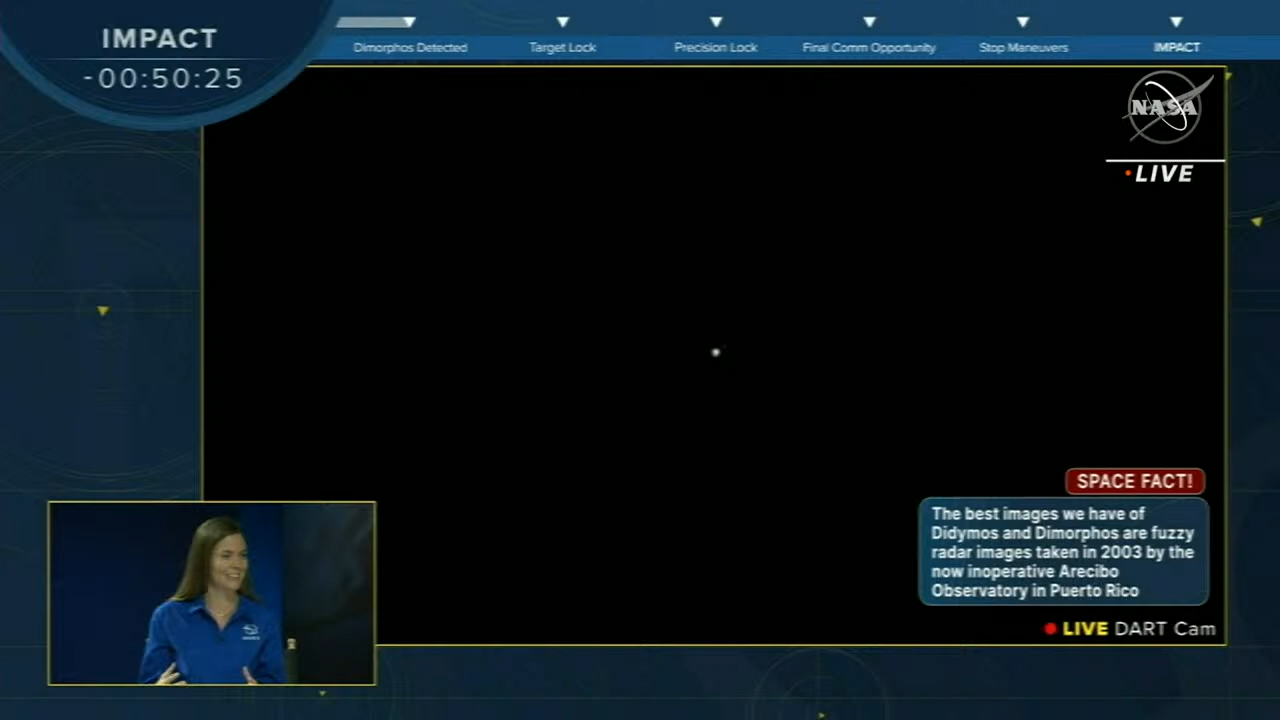 IMPACT
-00:50:25
Dimorphos Detected
Target Lock
Precision Lock
Final Comm Opportunity
Stop Maneuvers
IMPACT
NASA
LIVE
SPACE FACT!
The best images we have of
Didymos and Dimorphos are fuzzy
radar images taken in 2003 by the
now inoperative Arecibo
Observatory in Puerto Rico
LIVE DART Cam